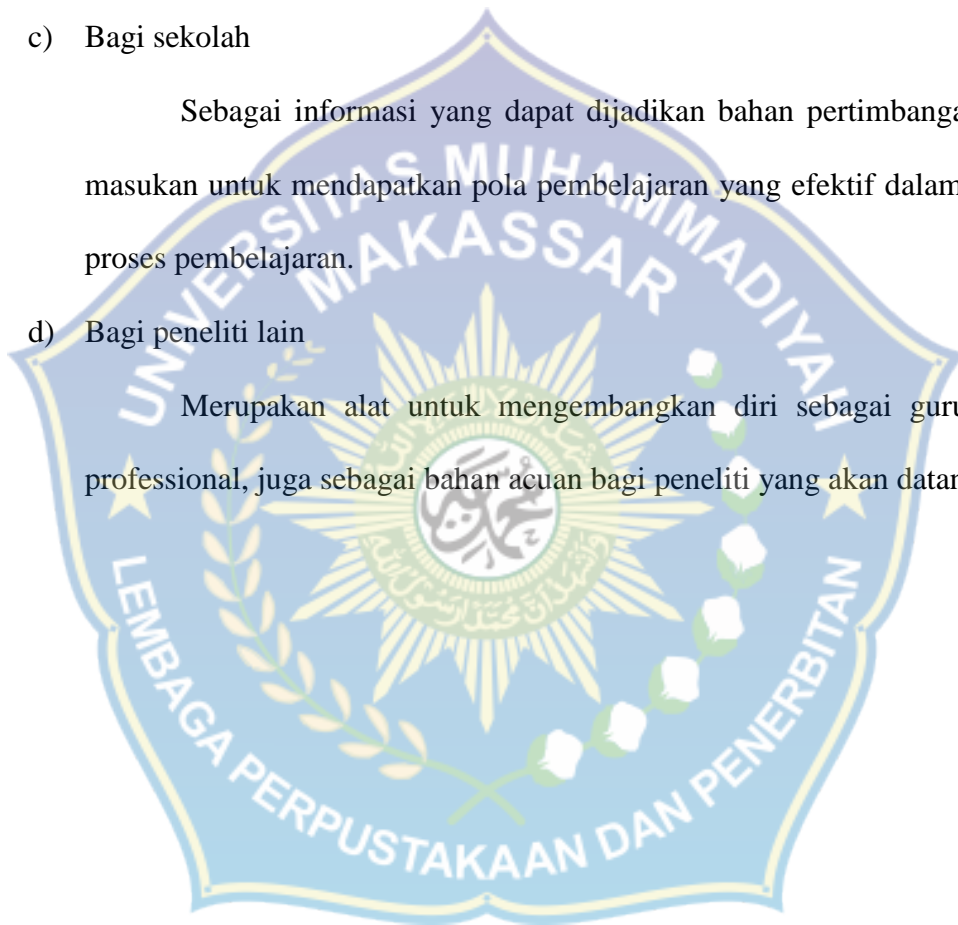 c) Bagi sekolah
Sebagai informasi yang dapat dijadikan bahan pertimbanga
masukan untuk mendapatkan pola pembelajaran yang efektif dalam
proses pembelajaran.
d) Bagi peneliti lain
Merupakan alat untuk mengembangkan diri sebagai guru
professional, juga sebagai bahan acuan bagi peneliti yang akan datan
UNIVERSITAS MUHAMMADIYAH
MAKASSAR
LEMBAGA PERPUSTAKAAN DAN PENERBITAN
محمدية